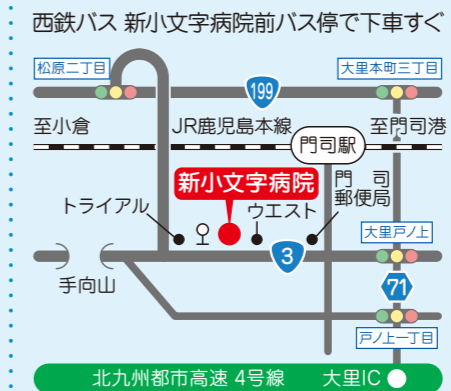 西鉄バス 新小文字病院前バス停で下車すぐ
松原二丁目
大里本町三丁目
199
至小倉
JR鹿児島本線
至門司港
門司駅
新小文字病院
門司
郵便局
トライアル
ウエスト
大里戸ノ上
3
手向山
71
戸ノ上一丁目
北九州都市高速 4号線
大里IC